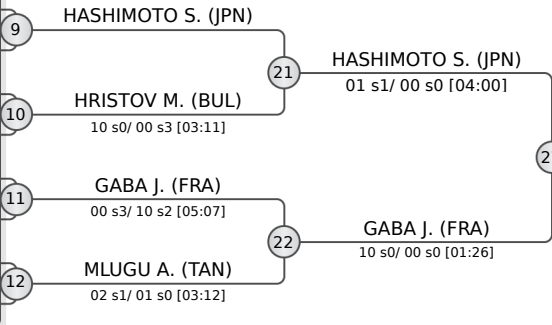 HASHIMOTO S. (JPN)
9
21
HASHIMOTO S. (JPN)
01 s1/ 00 s0 [04:00]
HRISTOV M. (BUL)
10
10 s0/ 00 s3 [03:11]
2
GABA J. (FRA)
11
00 s3/ 10 s2 [05:07]
22
GABA J. (FRA)
10 s0/ 00 s0 [01:26]
MLUGU A. (TAN)
12
02 s1/ 01 s0 [03:12]